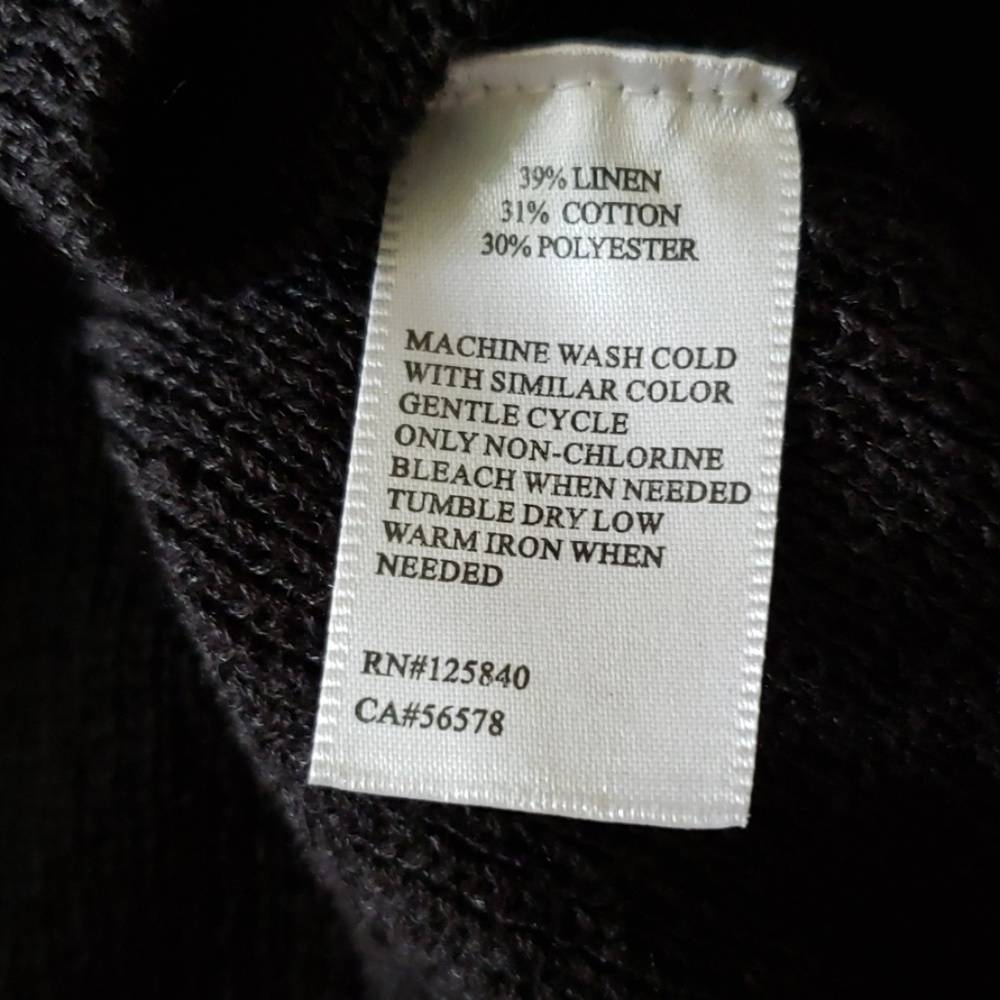 39% LINEN
31% COTTON
30% POLYESTER
MACHINE WASH COLD
WITH SIMILAR COLOR
GENTLE CYCLE
ONLY NON-CHLORINE
BLEACH WHEN NEEDED
TUMBLE DRY LOW
WARM IRON WHEN
NEEDED
RN#125840
CA#56578